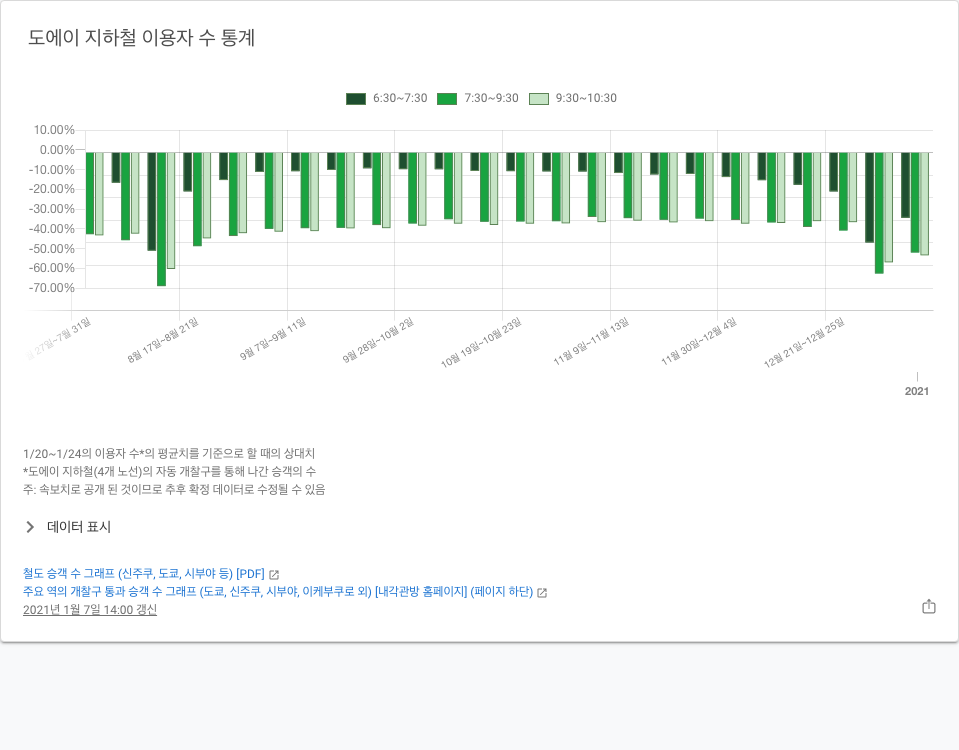 도에이 지하철 이용자 수 통계
6:30~7:30 7:30~9:30 9:30~10:30
10.00%
0.00%
-10.00%
-20.00%
-30.00%
-40.00%
-50.00%
-60.00%
-70.00%
27일~7월 31일
8월 17일~8월 21일
9월 7일~9월 11일
9월 28일~10월 2일
10월 19일~10월 23일
11월 9일~11월 13일
11월 30일~12월 4일
12월 21일~12월 25일
2021
1/20~1/24의 이용자 수*의 평균치를 기준으로 할 때의 상대치
*도에이 지하철(4개 노선)의 자동 개찰구를 통해 나간 승객의 수
주: 속보치로 공개 된 것이므로 추후 확정 데이터로 수정될 수 있음
데이터 표시
철도 승객 수 그래프 (신주쿠, 도쿄, 시부야 등) [PDF]
주요 역의 개찰구 통과 승객 수 그래프 (도쿄, 신주쿠, 시부야, 이케부쿠로 외) [내각관방 홈페이지] (페이지 하단)
2021년 1월 7일 14:00 갱신